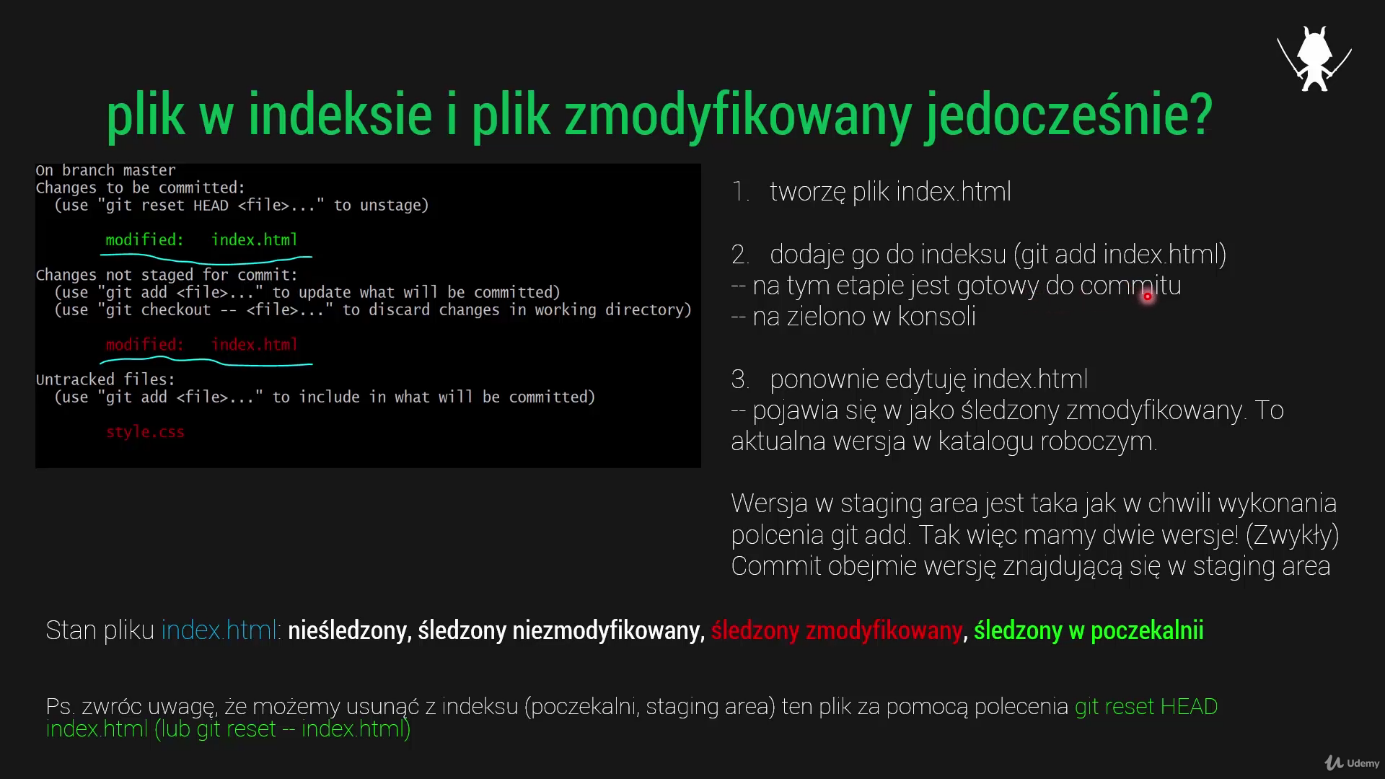 plik w indeksie i plik zmodyfikowany jedocześnie?
On branch master
Changes to be committed:
(use "git reset HEAD <file>..." to unstage)
modified: index.html
Changes not staged for commit:
(use "git add <file>..." to update what will be committed)
(use "git checkout -- <file>..." to discard changes in working directory)
modified: index.html
Untracked files:
(use "git add <file>..." to include in what will be committed)
style.css
1. tworzę plik index.html
2. dodaje go do indeksu (git add index.html)
-- na tym etapie jest gotowy do commitu
-- na zielono w konsoli
3. ponownie edytuję index.html
-- pojawia się w jako śledzony zmodyfikowany. To
aktualna wersja w katalogu roboczym.
Wersja w staging area jest taka jak w chwili wykonania
polcenia git add. Tak więc mamy dwie wersje! (Zwykły)
Commit obejmie wersję znajdującą się w staging area
Stan pliku index.html: nieśledzony, śledzony niezmodyfikowany, śledzony zmodyfikowany, śledzony w poczekalnii
Ps. zwróc uwagę, że możemy usunąć z indeksu (poczekalni, staging area) ten plik za pomocą polecenia git reset HEAD
index.html (lub git reset -- index.html)
Udemy